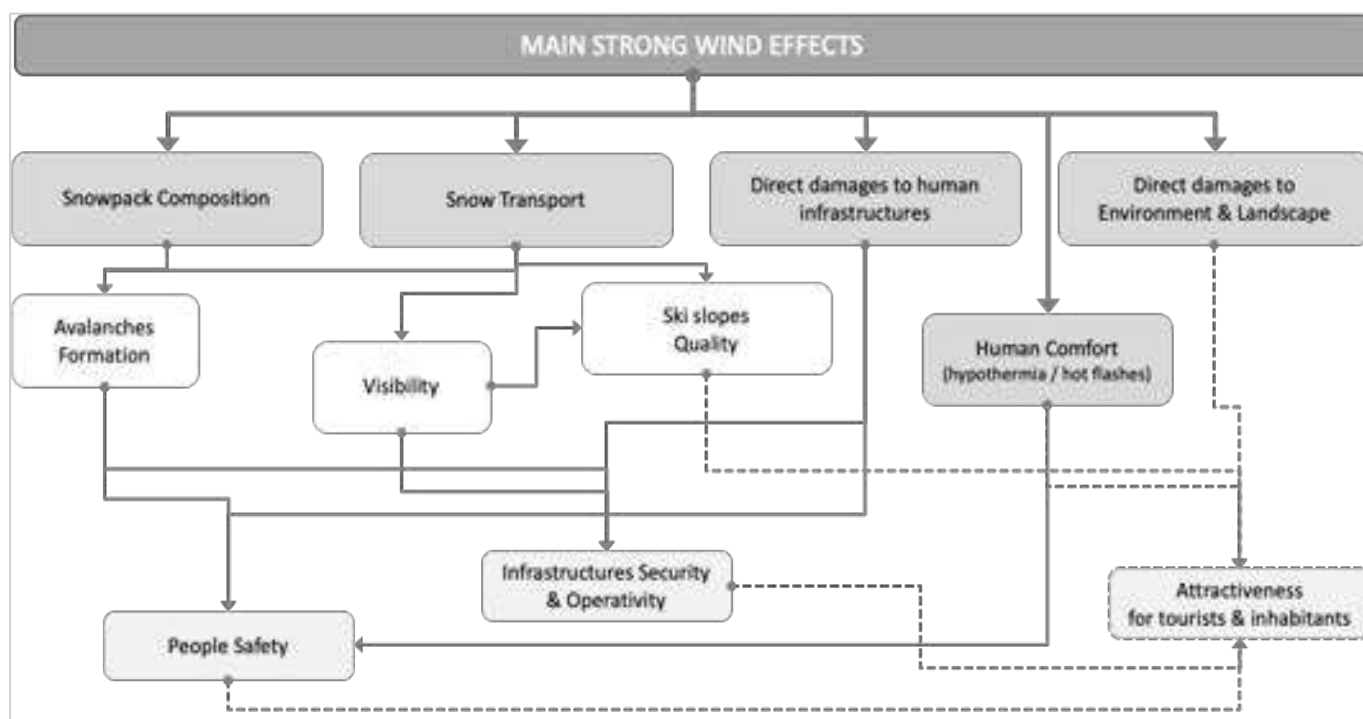 MAIN STRONG WIND EFFECTS
Snowpack Composition
Snow Transport
Direct damages to human
infrastructures
Direct damages to
Environment & Landscape
Avalanches
Formation
Visibility
Ski slopes
Quality
Human Comfort
(hypothermia / hot flashes)
Infrastructures Security
& Operativity
Attractiveness
for tourists & inhabitants
People Safety